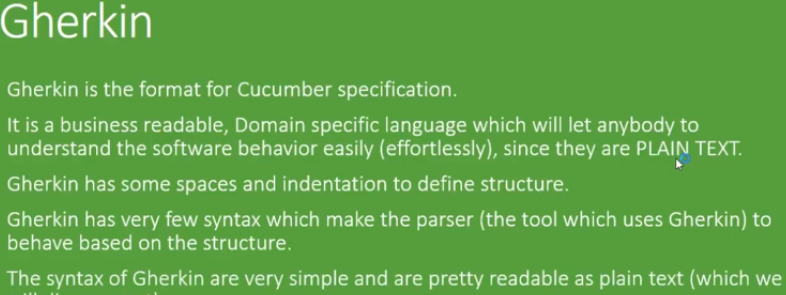 Gherkin
Gherkin is the format for Cucumber specification.
It is a business readable, Domain specific language which will let anybody to
understand the software behavior easily (effortlessly), since they are PLAIN TEXT.
Gherkin has some spaces and indentation to define structure.
Gherkin has very few syntax which make the parser (the tool which uses Gherkin) to
behave based on the structure.
The syntax of Gherkin are very simple and are pretty readable as plain text (which we